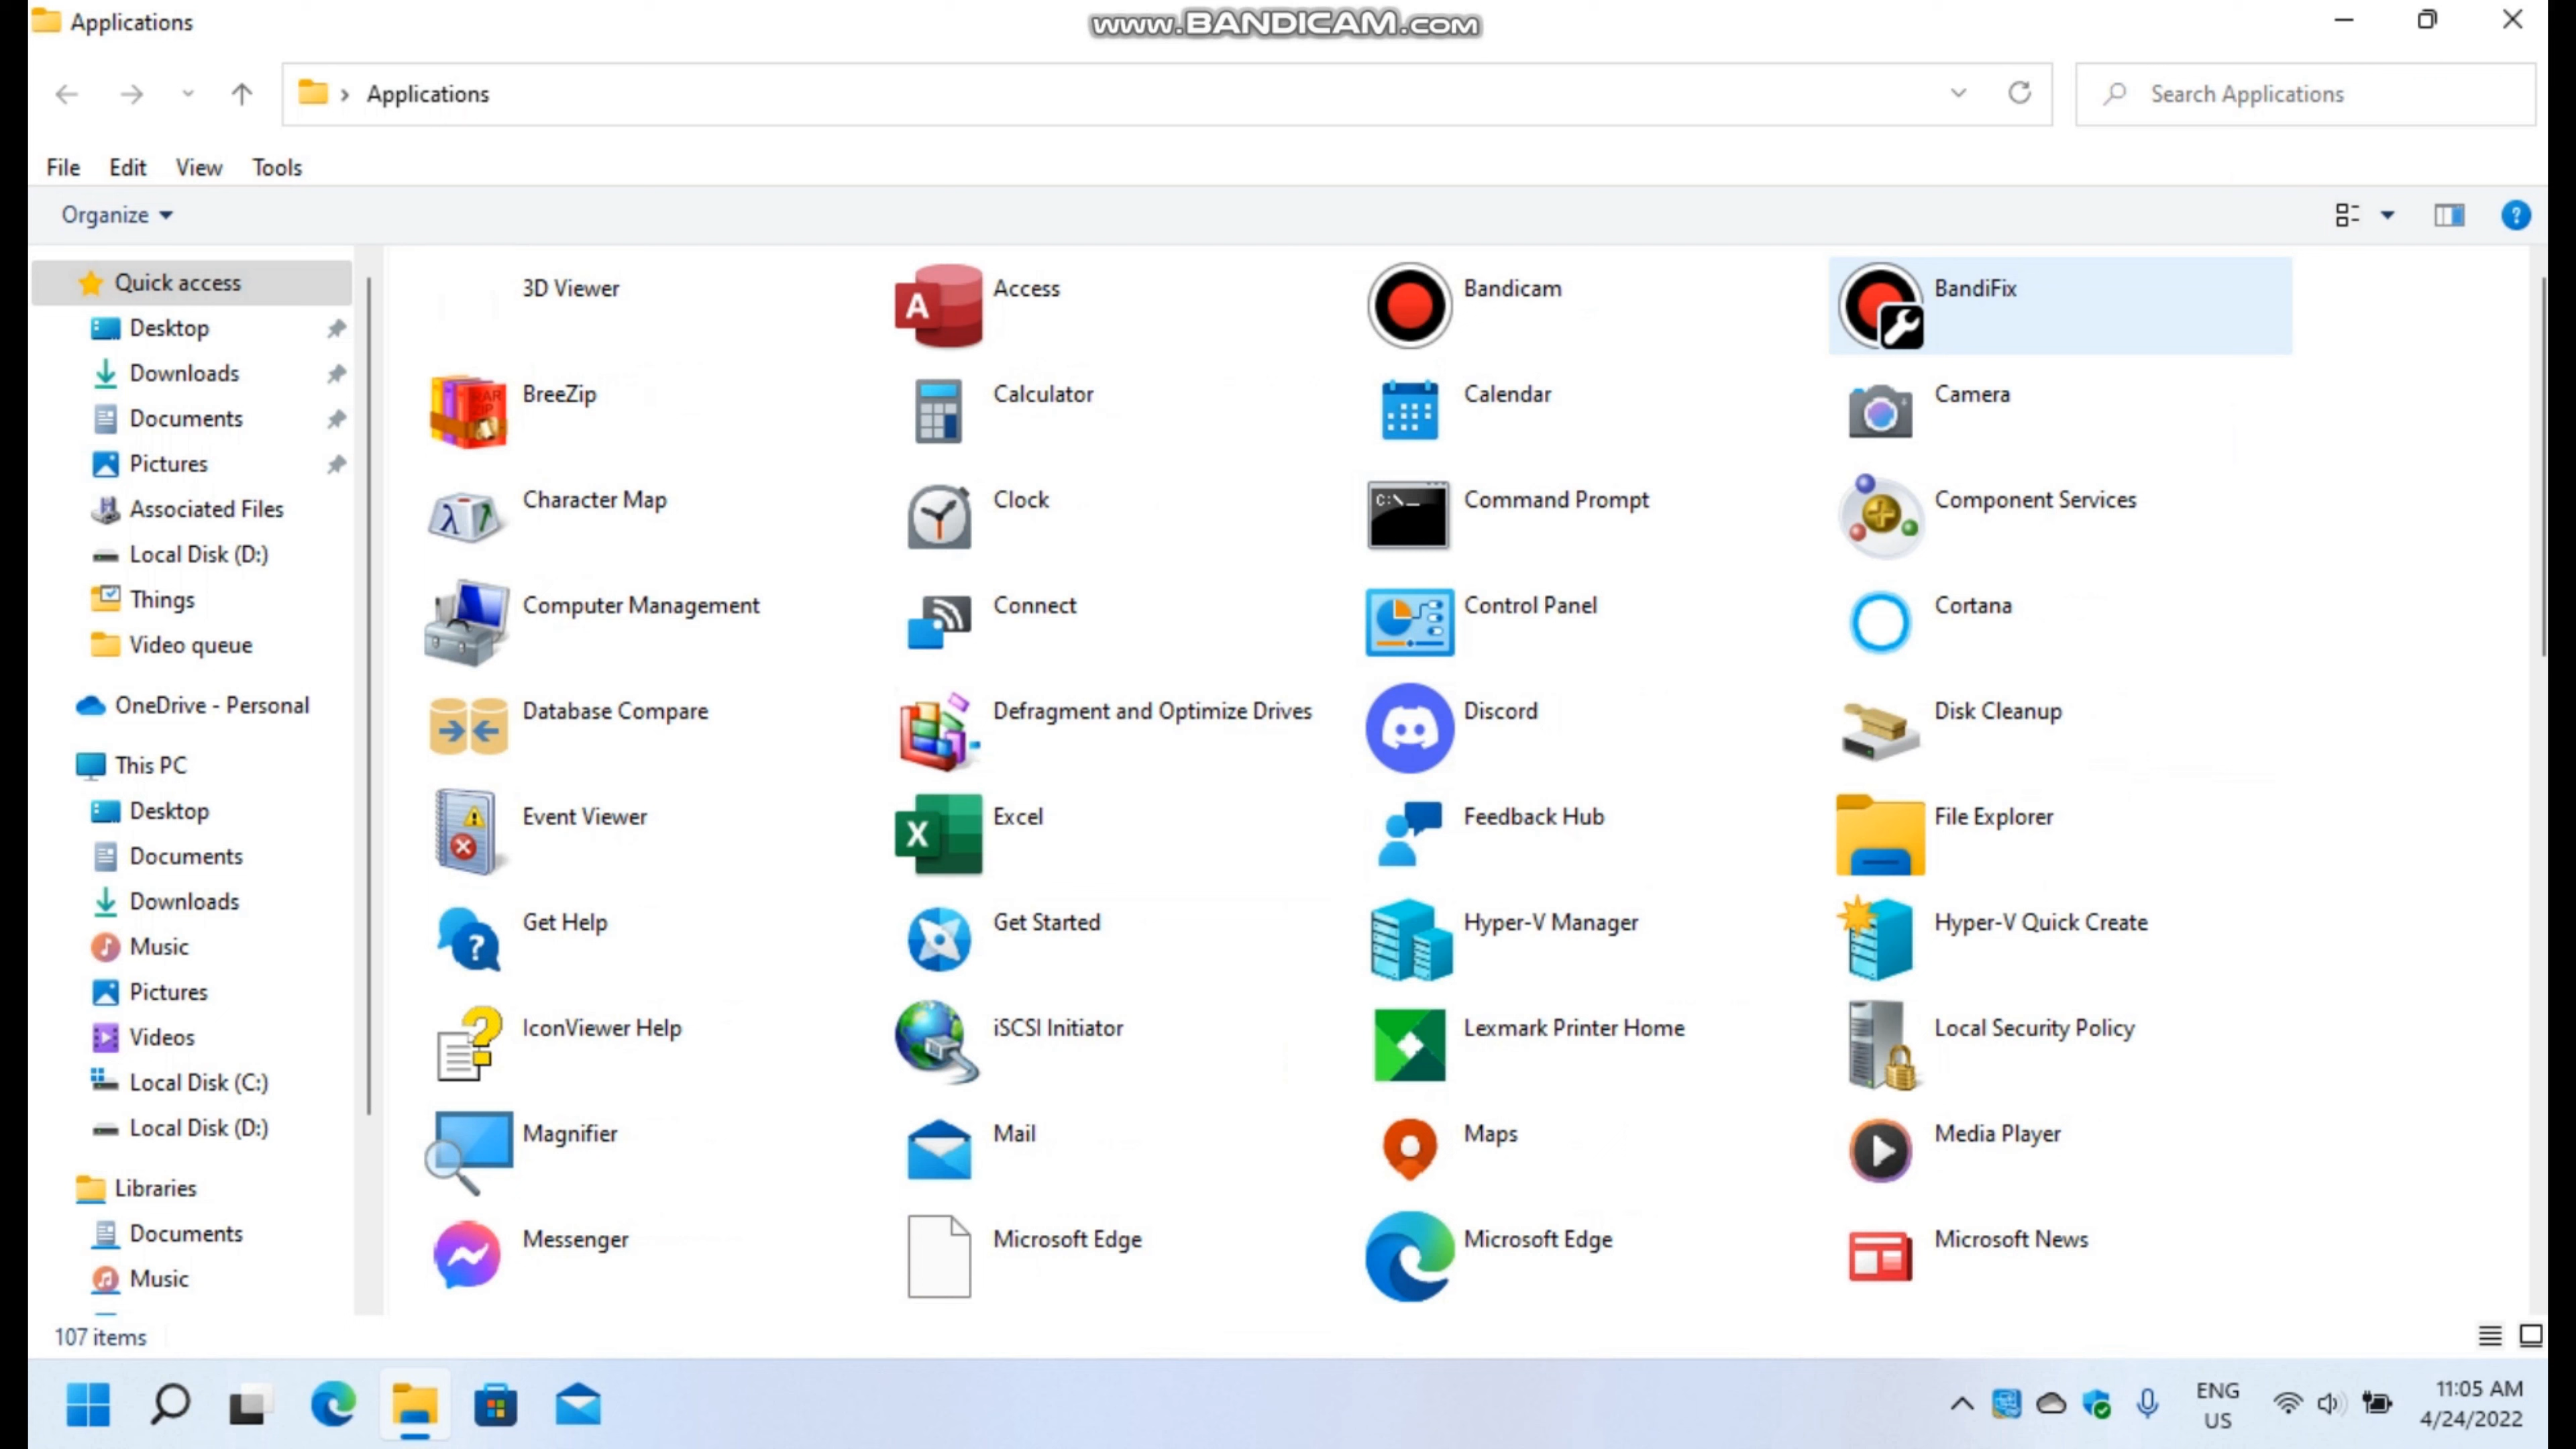 Applications
www.BANDICAM.com
Applications
Search Applications
File Edit View Tools
Organize
Quick access
Desktop
Downloads
Documents
Pictures
Associated Files
Local Disk (D:)
Things
Video queue
OneDrive - Personal
This PC
Desktop
Documents
Downloads
Music
Pictures
Videos
Local Disk (C:)
Local Disk (D:)
Libraries
Documents
Music
3D Viewer
A Access
Bandicam
BandiFix
RAR ZIP BreeZip
Calculator
Calendar
Camera
λ Character Map
Clock
C:\_ Command Prompt
Component Services
Computer Management
Connect
Control Panel
Cortana
Database Compare
Defragment and Optimize Drives
Discord
Disk Cleanup
Event Viewer
X Excel
Feedback Hub
File Explorer
? Get Help
Get Started
Hyper-V Manager
Hyper-V Quick Create
? IconViewer Help
iSCSI Initiator
Lexmark Printer Home
Local Security Policy
Magnifier
Mail
Maps
Media Player
Messenger
Microsoft Edge
Microsoft Edge
Microsoft News
107 items
ENG
US
11:05 AM
4/24/2022